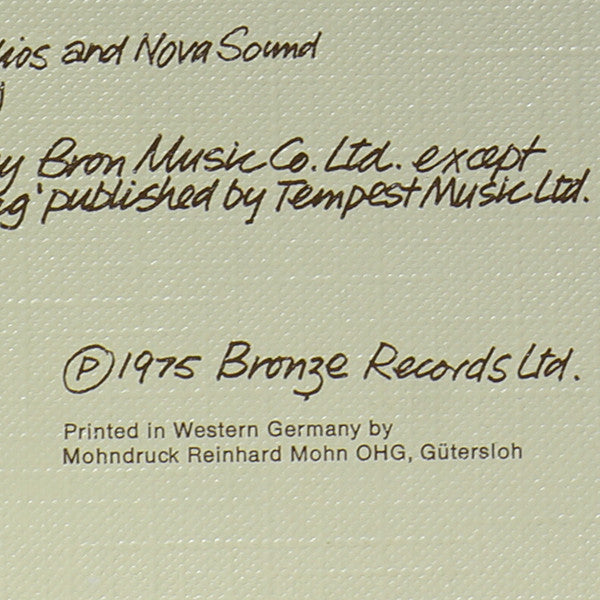 and Nova Sound
Bron Music Co. Ltd. except
published by Tempest Music Ltd.
℗ 1975 Bronze Records Ltd.
Printed in Western Germany by
Mohndruck Reinhard Mohn OHG, Gütersloh